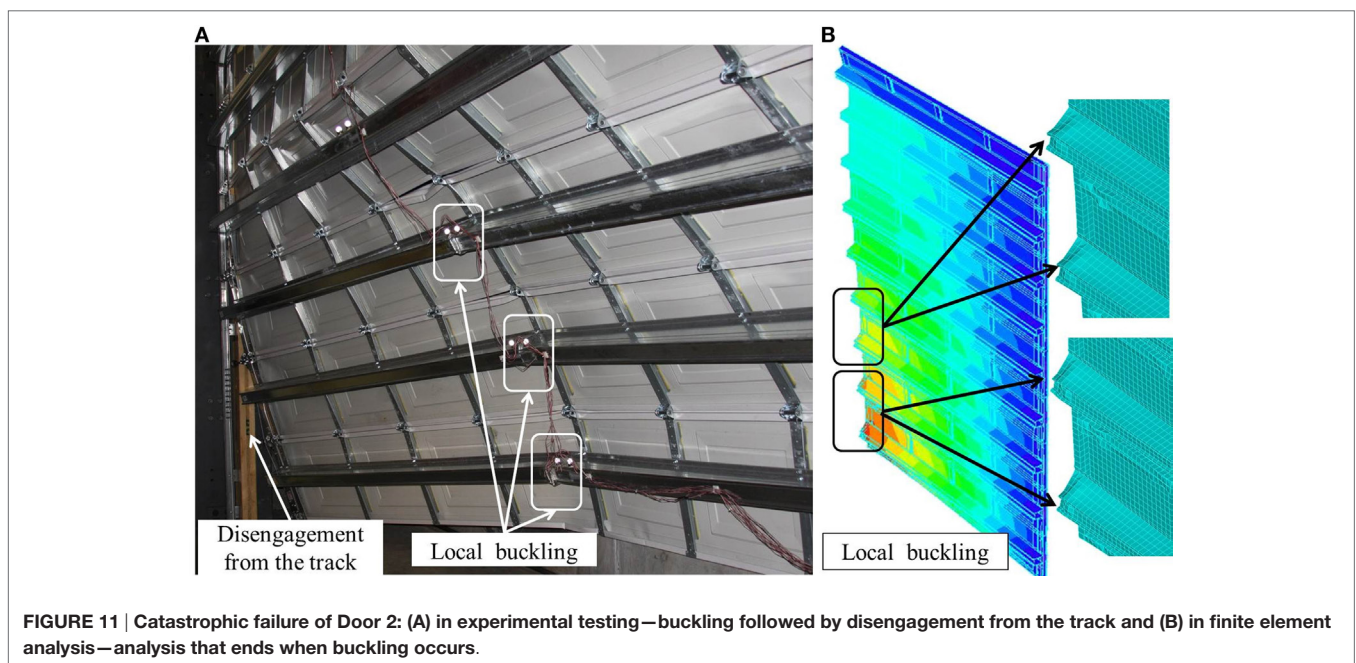 A
B
Disengagement
from the track
Local buckling
Local buckling
FIGURE 11 | Catastrophic failure of Door 2: (A) in experimental testing—buckling followed by disengagement from the track and (B) in finite element
analysis—analysis that ends when buckling occurs.